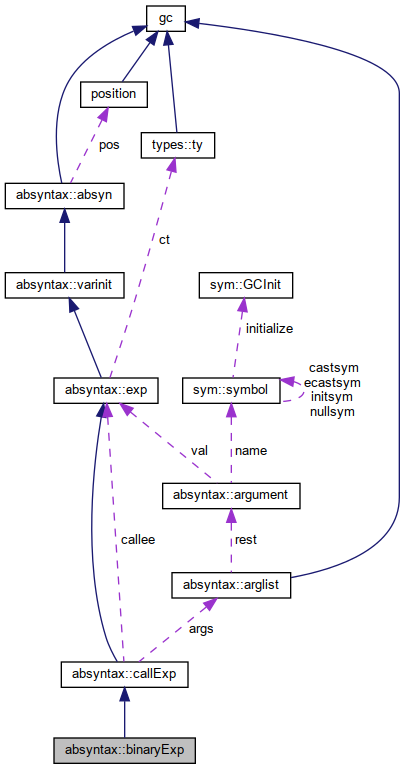 gc
position
pos
types::ty
absyntax::absyn
ct
absyntax::varinit
sym::GCInit
initialize
castsym
ecastsym
initsym
nullsym
absyntax::exp
sym::symbol
val
name
absyntax::argument
callee
rest
absyntax::arglist
args
absyntax::callExp
absyntax::binaryExp